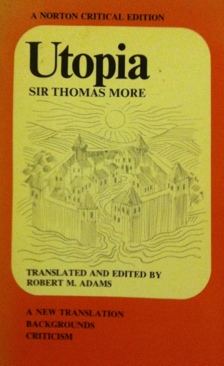 A NORTON CRITICAL EDITION
Utopia
SIR THOMAS MORE
TRANSLATED AND EDITED BY
ROBERT M. ADAMS
A NEW TRANSLATION
BACKGROUNDS
CRITICISM